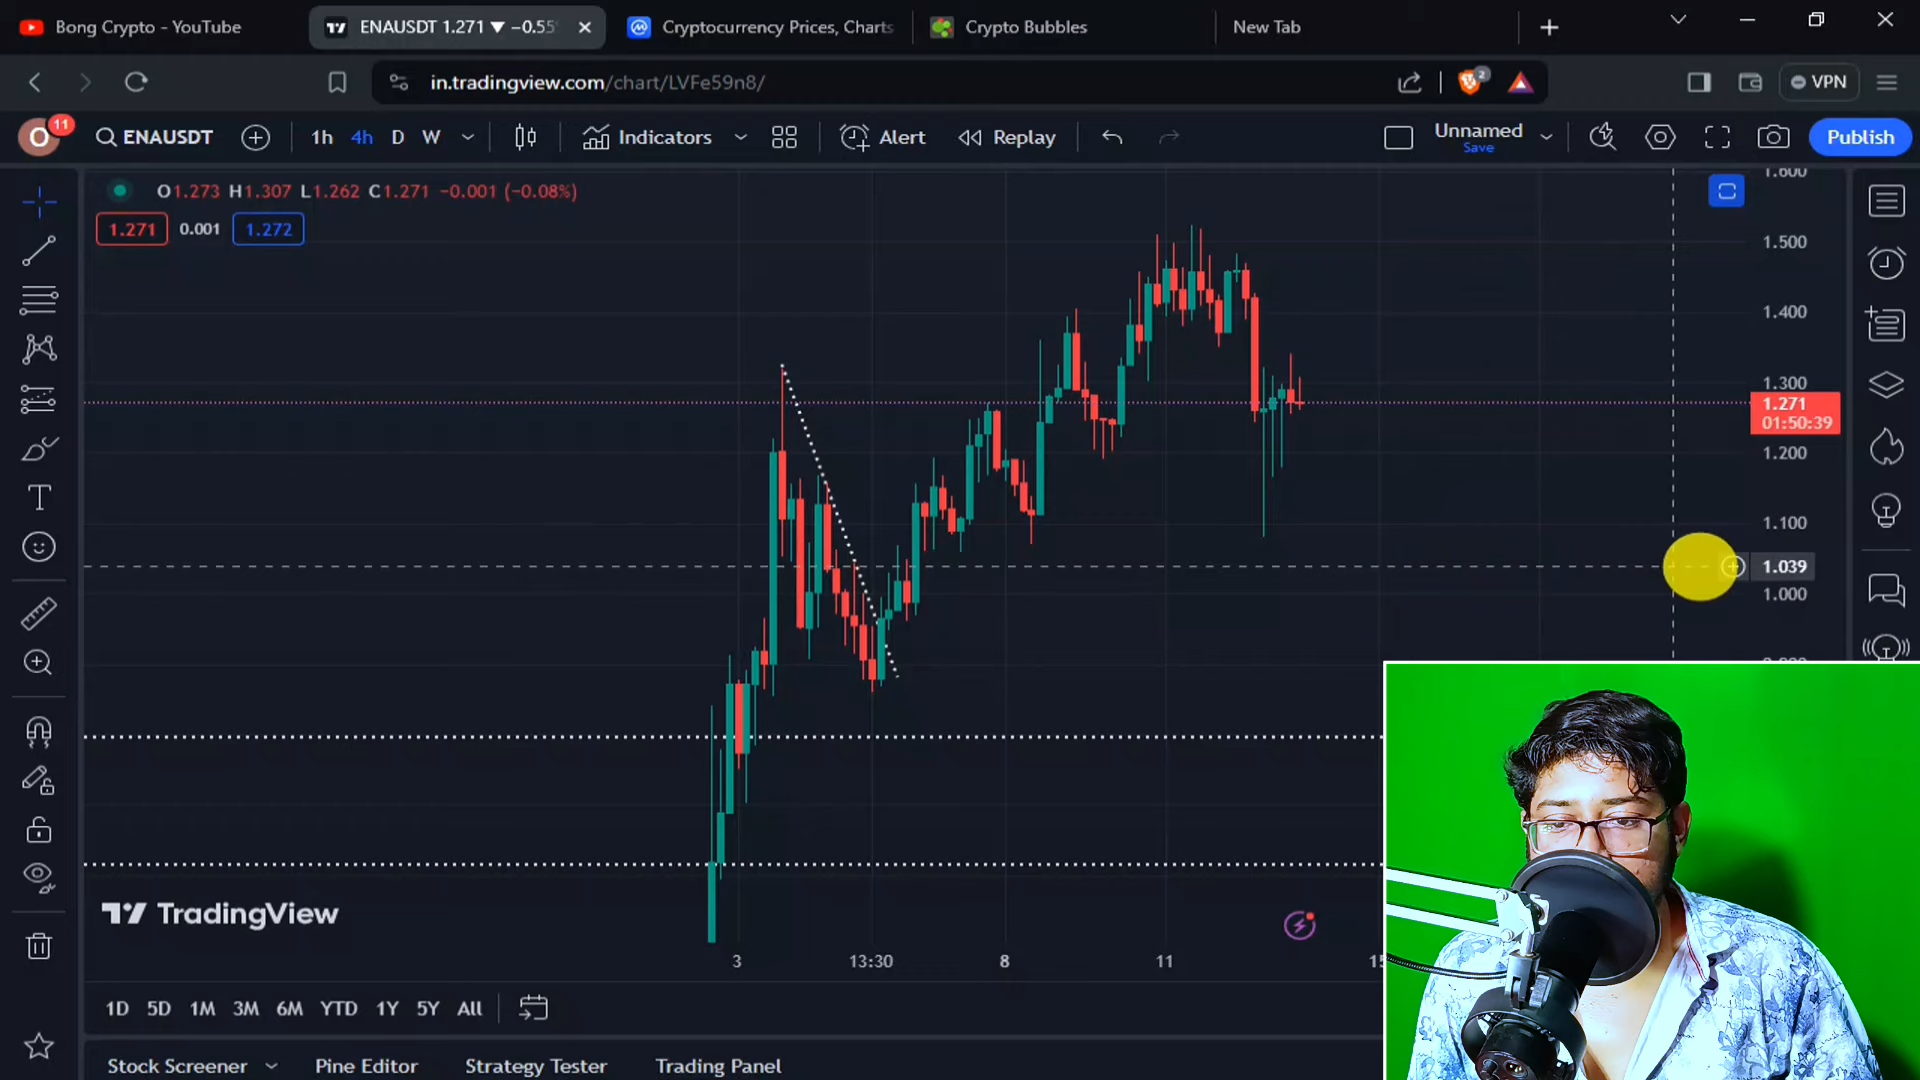 Bong Crypto - YouTube
ENAUSDT 1.271 ▼ −0.55
Cryptocurrency Prices, Charts
Crypto Bubbles
New Tab
in.tradingview.com/chart/LVFe59n8/
2
VPN
O
11
ENAUSDT
1h 4h D W
Indicators
Alert
Replay
Unnamed
Save
Publish
O1.273 H1.307 L1.262 C1.271 −0.001 (−0.08%)
1.271 0.001 1.272
1.600
1.500
1.400
1.300
1.271
01:50:39
1.200
1.100
1.039
1.000
TradingView
3 13:30 8 11 15
1D 5D 1M 3M 6M YTD 1Y 5Y All
Stock Screener Pine Editor Strategy Tester Trading Panel